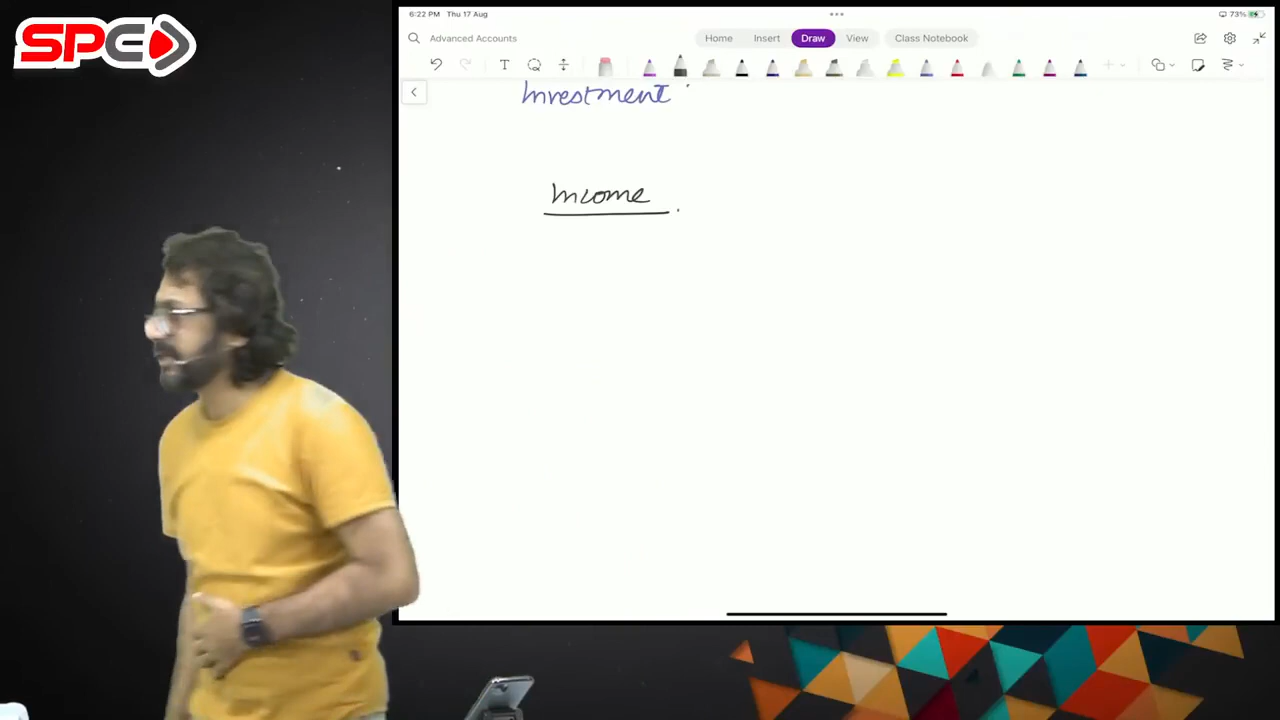 SPE
6:22 PM Thu 17 Aug
73%
Advanced Accounts
Home Insert Draw View Class Notebook
Investment
Income